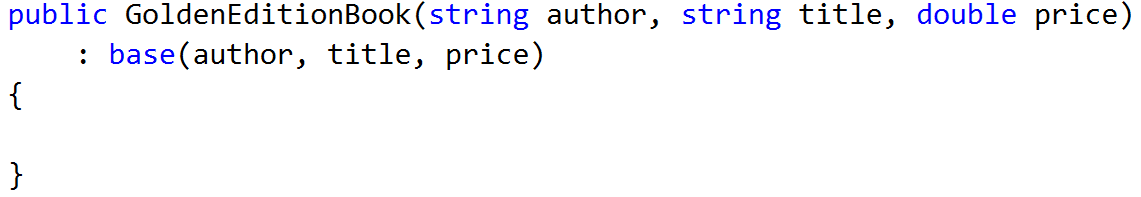 public GoldenEditionBook(string author, string title, double price)
    : base(author, title, price)
{

}